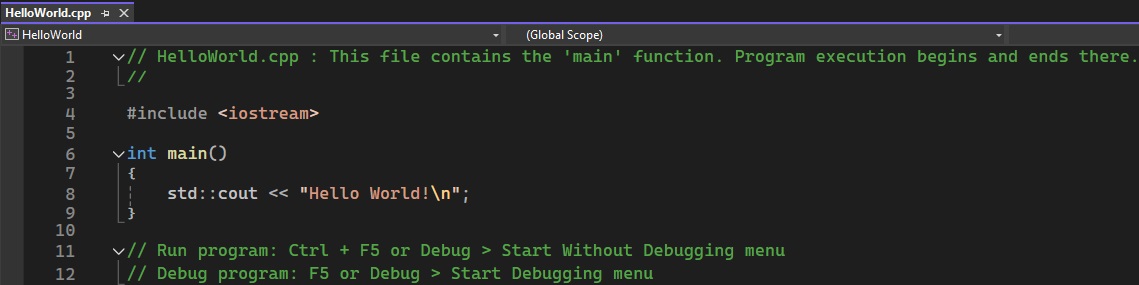 HelloWorld.cpp
HelloWorld (Global Scope)
1 // HelloWorld.cpp : This file contains the 'main' function. Program execution begins and ends there.
2 //
3
4 #include <iostream>
5
6 int main()
7 {
8     std::cout << "Hello World!\n";
9 }
10
11 // Run program: Ctrl + F5 or Debug > Start Without Debugging menu
12 // Debug program: F5 or Debug > Start Debugging menu